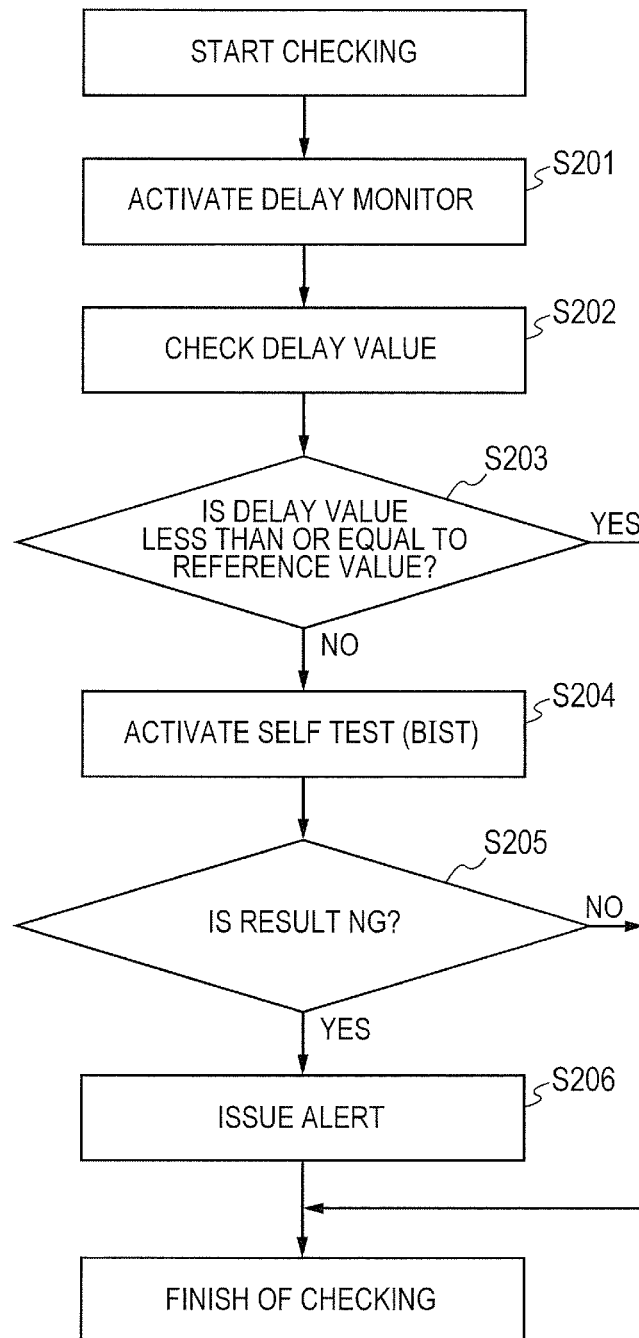 START CHECKING
S201
ACTIVATE DELAY MONITOR
S202
CHECK DELAY VALUE
S203
IS DELAY VALUE
LESS THAN OR EQUAL TO
REFERENCE VALUE?
YES
NO
S204
ACTIVATE SELF TEST (BIST)
S205
IS RESULT NG?
NO
YES
S206
ISSUE ALERT
FINISH OF CHECKING